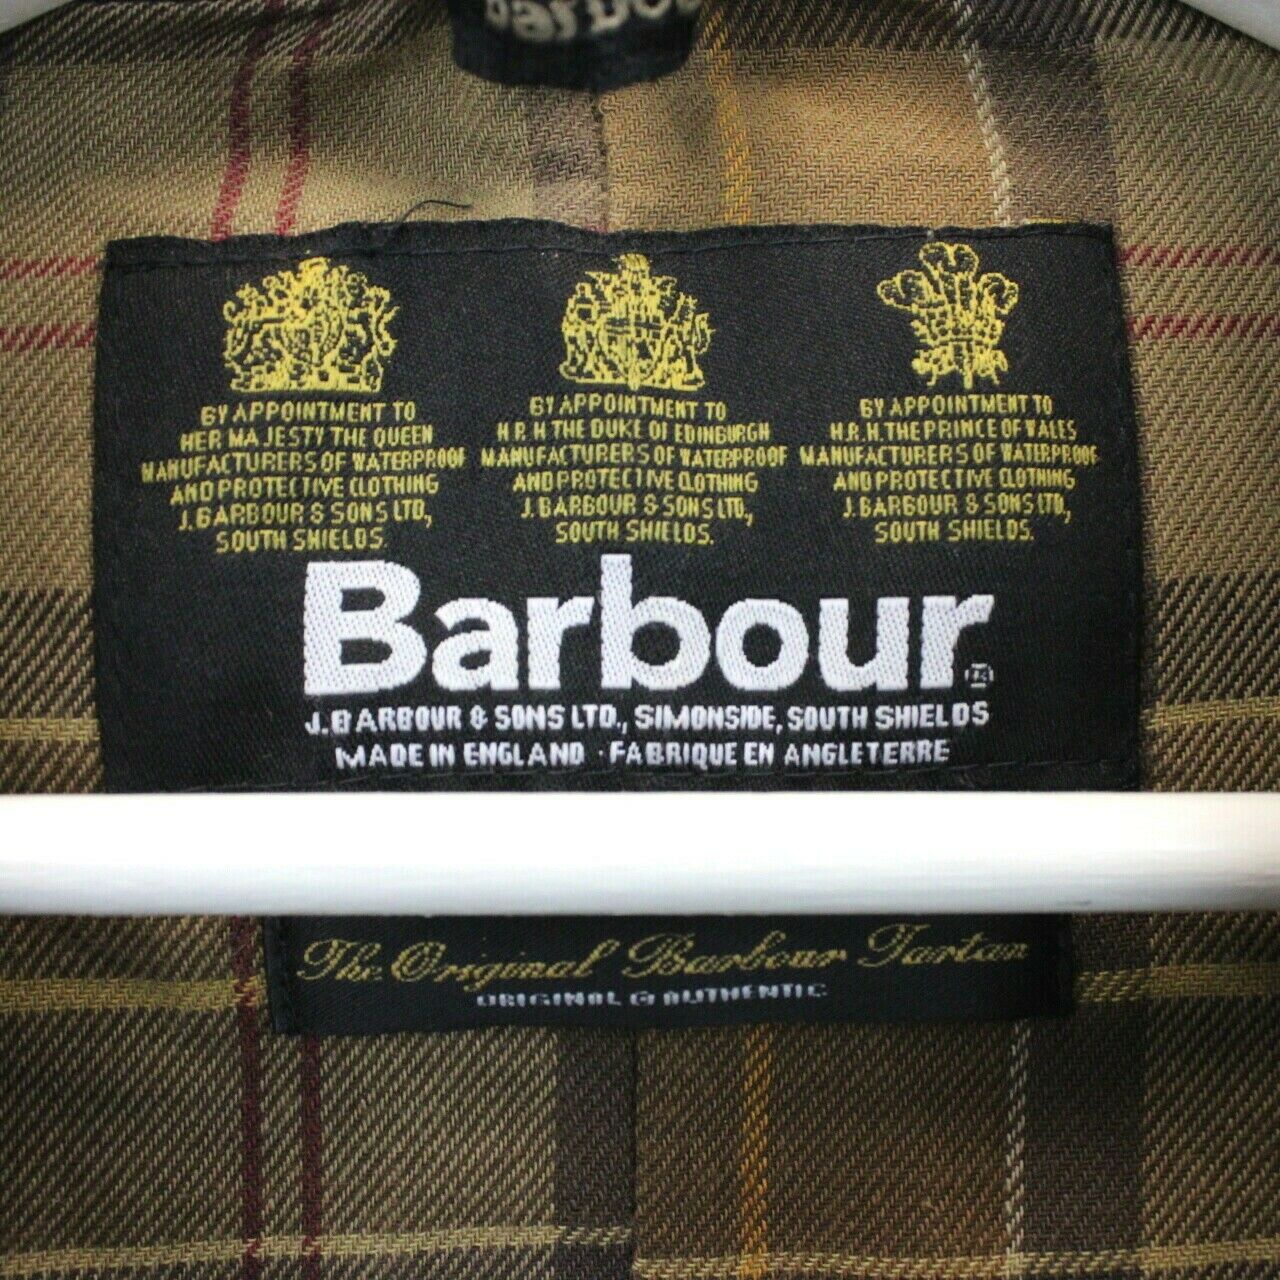 Barbour
BY APPOINTMENT TO
HER MAJESTY THE QUEEN
MANUFACTURERS OF WATERPROOF
AND PROTECTIVE CLOTHING
J. BARBOUR & SONS LTD,
SOUTH SHIELDS.
BY APPOINTMENT TO
H.R.H THE DUKE OF EDINBURGH
MANUFACTURERS OF WATERPROOF
AND PROTECTIVE CLOTHING
J. BARBOUR & SONS LTD,
SOUTH SHIELDS.
BY APPOINTMENT TO
H.R.H. THE PRINCE OF WALES
MANUFACTURERS OF WATERPROOF
AND PROTECTIVE CLOTHING
J. BARBOUR & SONS LTD,
SOUTH SHIELDS.
Barbour®
J. BARBOUR & SONS LTD., SIMONSIDE, SOUTH SHIELDS
MADE IN ENGLAND · FABRIQUE EN ANGLETERRE
The Original Barbour Tartan
ORIGINAL & AUTHENTIC